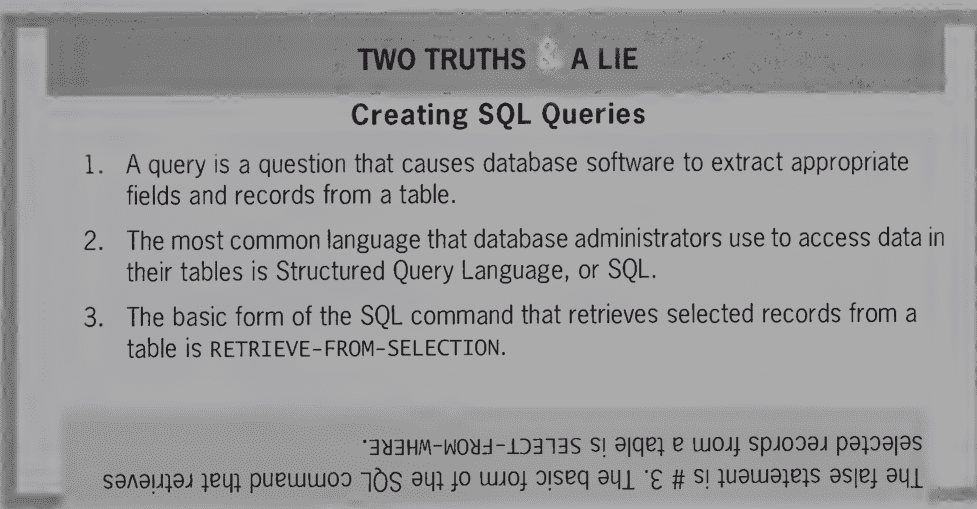 TWO TRUTHS & A LIE
Creating SQL Queries
1. A query is a question that causes database software to extract appropriate
fields and records from a table.
2. The most common language that database administrators use to access data in
their tables is Structured Query Language, or SQL.
3. The basic form of the SQL command that retrieves selected records from a
table is RETRIEVE-FROM-SELECTION.
The false statement is # 3. The basic form of the SQL command that retrieves
selected records from a table is SELECT-FROM-WHERE.